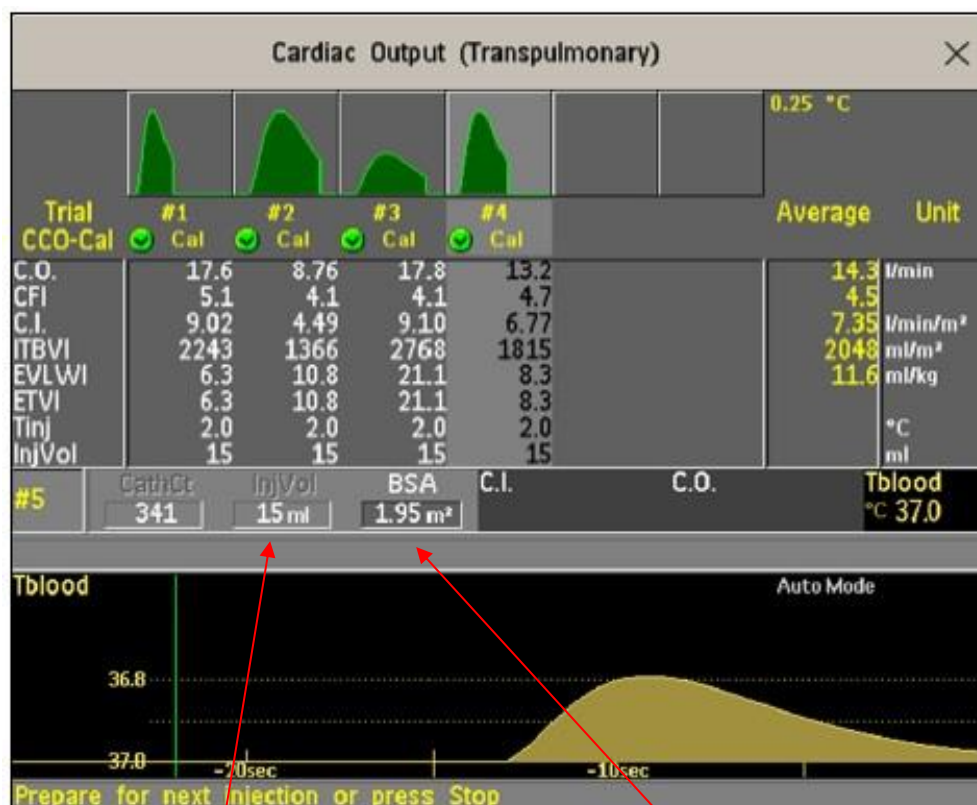 Cardiac Output (Transpulmonary)
0.25 °C
Trial #1 #2 #3 #4 Average Unit
CCO-Cal Cal Cal Cal Cal
C.O. 17.6 8.76 17.8 13.2 14.3 l/min
CFI 5.1 4.1 4.1 4.7 4.5
C.I. 9.02 4.49 9.10 6.77 7.35 l/min/m²
ITBVI 2243 1366 2768 1815 2048 ml/m²
EVLWI 6.3 10.8 21.1 8.3 11.6 ml/kg
ETVI 6.3 10.8 21.1 8.3
Tinj 2.0 2.0 2.0 2.0 °C
InjVol 15 15 15 15 ml
#5 CathCt InjVol BSA C.I. C.O. Tblood
341 15 ml 1.95 m² °C 37.0
Tblood Auto Mode
36.8
37.0
-20sec -10sec
Prepare for next injection or press Stop